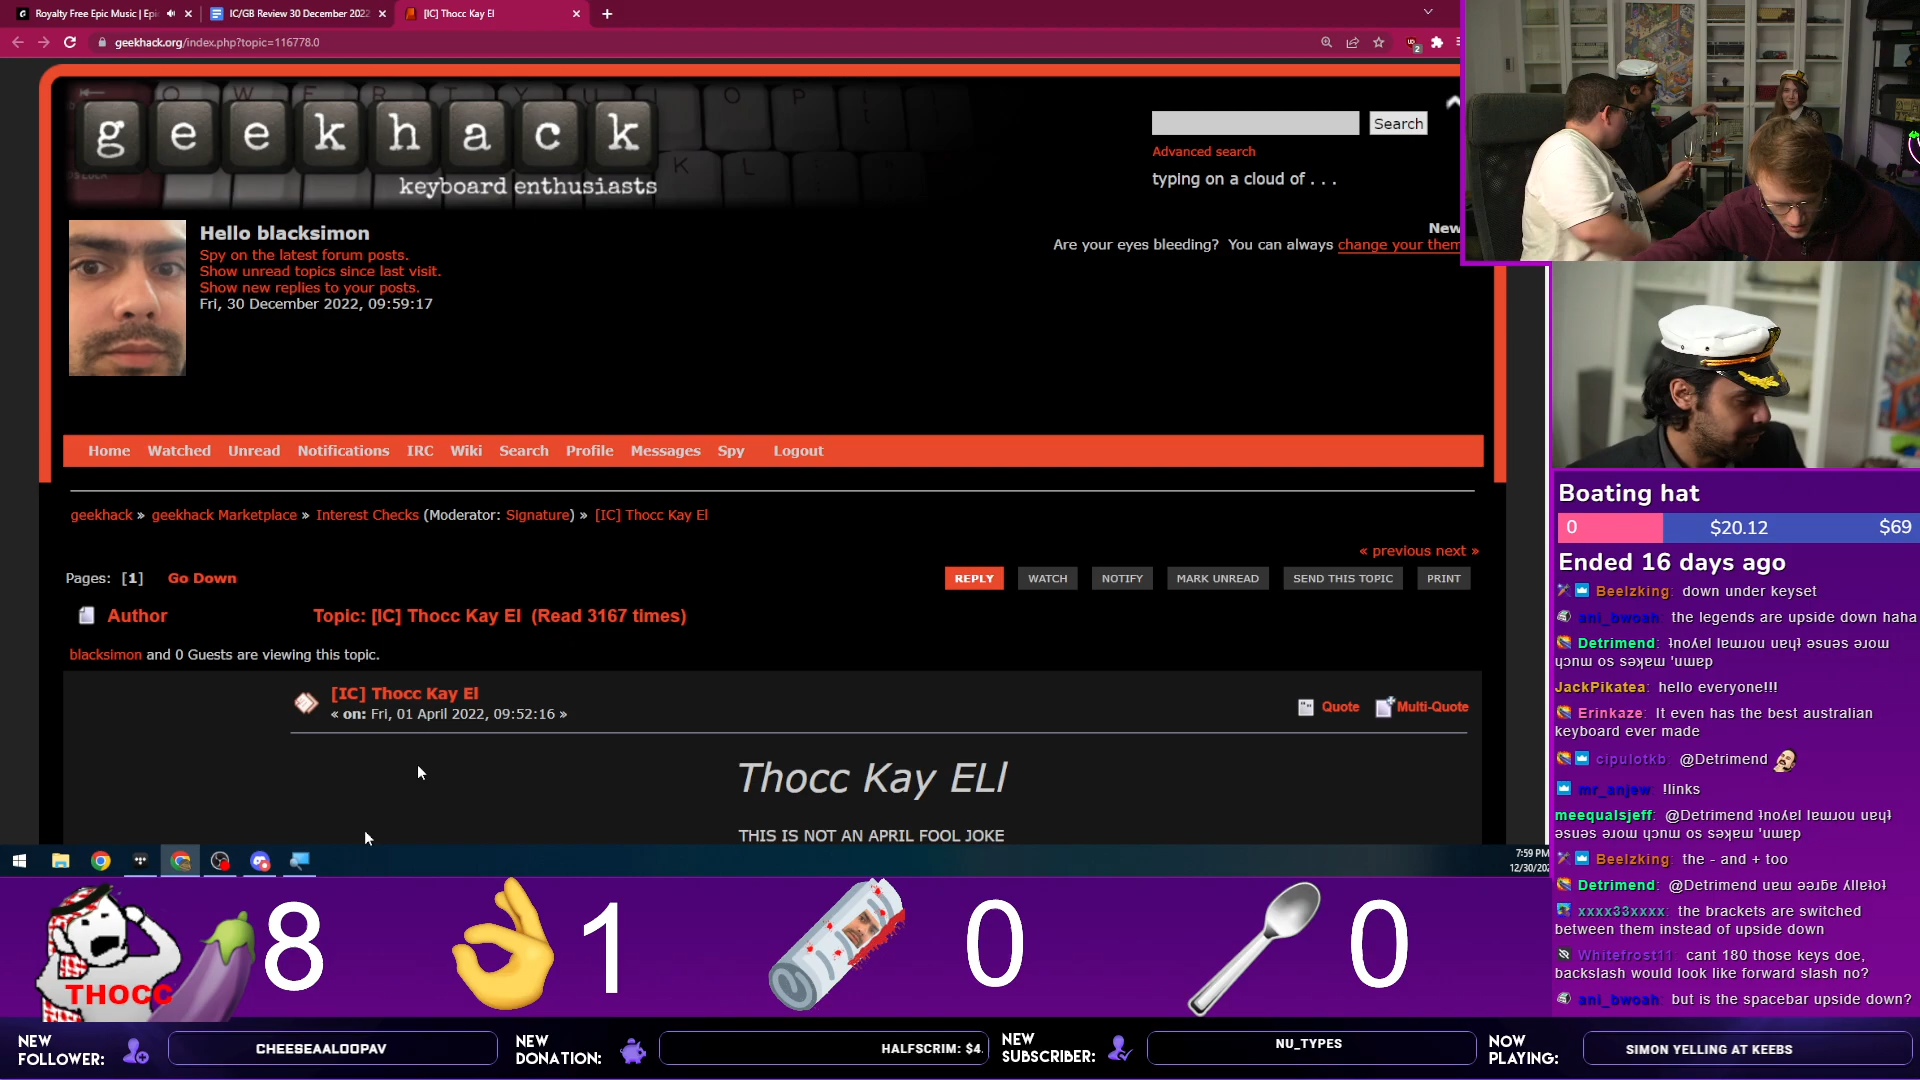 Royalty Free Epic Music | Epi
IC/GB Review 30 December 2022
[IC] Thocc Kay El
geekhack.org/index.php?topic=116778.0
geekhack
keyboard enthusiasts
Search
Advanced search
typing on a cloud of . . .
Hello blacksimon
Spy on the latest forum posts.
Show unread topics since last visit.
Show new replies to your posts.
Fri, 30 December 2022, 09:59:17
New
Are your eyes bleeding? You can always change your them
Home Watched Unread Notifications IRC Wiki Search Profile Messages Spy Logout
geekhack » geekhack Marketplace » Interest Checks (Moderator: Signature) » [IC] Thocc Kay El
« previous next »
Pages: [1] Go Down
REPLY WATCH NOTIFY MARK UNREAD SEND THIS TOPIC PRINT
Author Topic: [IC] Thocc Kay El (Read 3167 times)
blacksimon and 0 Guests are viewing this topic.
[IC] Thocc Kay El
« on: Fri, 01 April 2022, 09:52:16 »
Quote Multi-Quote
Thocc Kay ELl
THIS IS NOT AN APRIL FOOL JOKE
7:59 PM
12/30/202
Boating hat
0 $20.12 $69
Ended 16 days ago
Beelzking: down under keyset
ani_bwoah: the legends are upside down haha
Detrimend: ʇnoʎɐl lɐɯɹou uɐɥʇ ǝsuǝs ǝɹoɯ
ɥɔnɯ os sǝʞɐɯ 'uɯɐp
JackPikatea: hello everyone!!!
Erinkaze: It even has the best australian
keyboard ever made
cipulotkb: @Detrimend
mr_anjew: !links
meequalsjeff: @Detrimend ʇnoʎɐl lɐɯɹou uɐɥʇ
ǝsuǝs ǝɹoɯ ɥɔnɯ os sǝʞɐɯ 'uɯɐp
Beelzking: the - and + too
Detrimend: @Detrimend uɐɯ ǝǝɹƃɐ ʎllɐʇoʇ
xxxx33xxxx: the brackets are switched
between them instead of upside down
Whitefrost11: cant 180 those keys doe,
backslash would look like forward slash no?
ani_bwoah: but is the spacebar upside down?
THOCC 8 1 0 0
NEW FOLLOWER: CHEESEAALOOPAV
NEW DONATION: HALFSCRIM: $4.
NEW SUBSCRIBER: NU_TYPES
NOW PLAYING: SIMON YELLING AT KEEBS